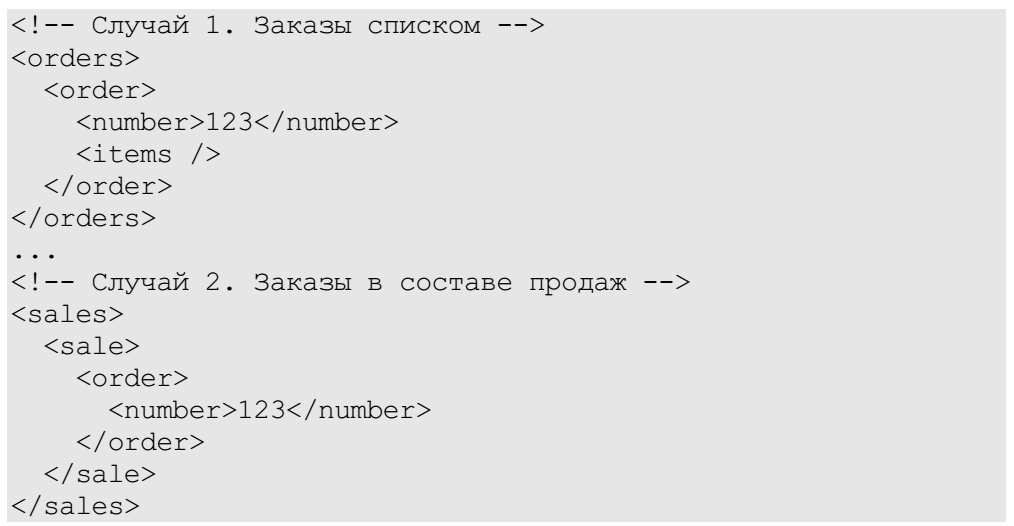 <!-- Случай 1. Заказы списком -->
<orders>
  <order>
    <number>123</number>
    <items />
  </order>
</orders>
...
<!-- Случай 2. Заказы в составе продаж -->
<sales>
  <sale>
    <order>
      <number>123</number>
    </order>
  </sale>
</sales>